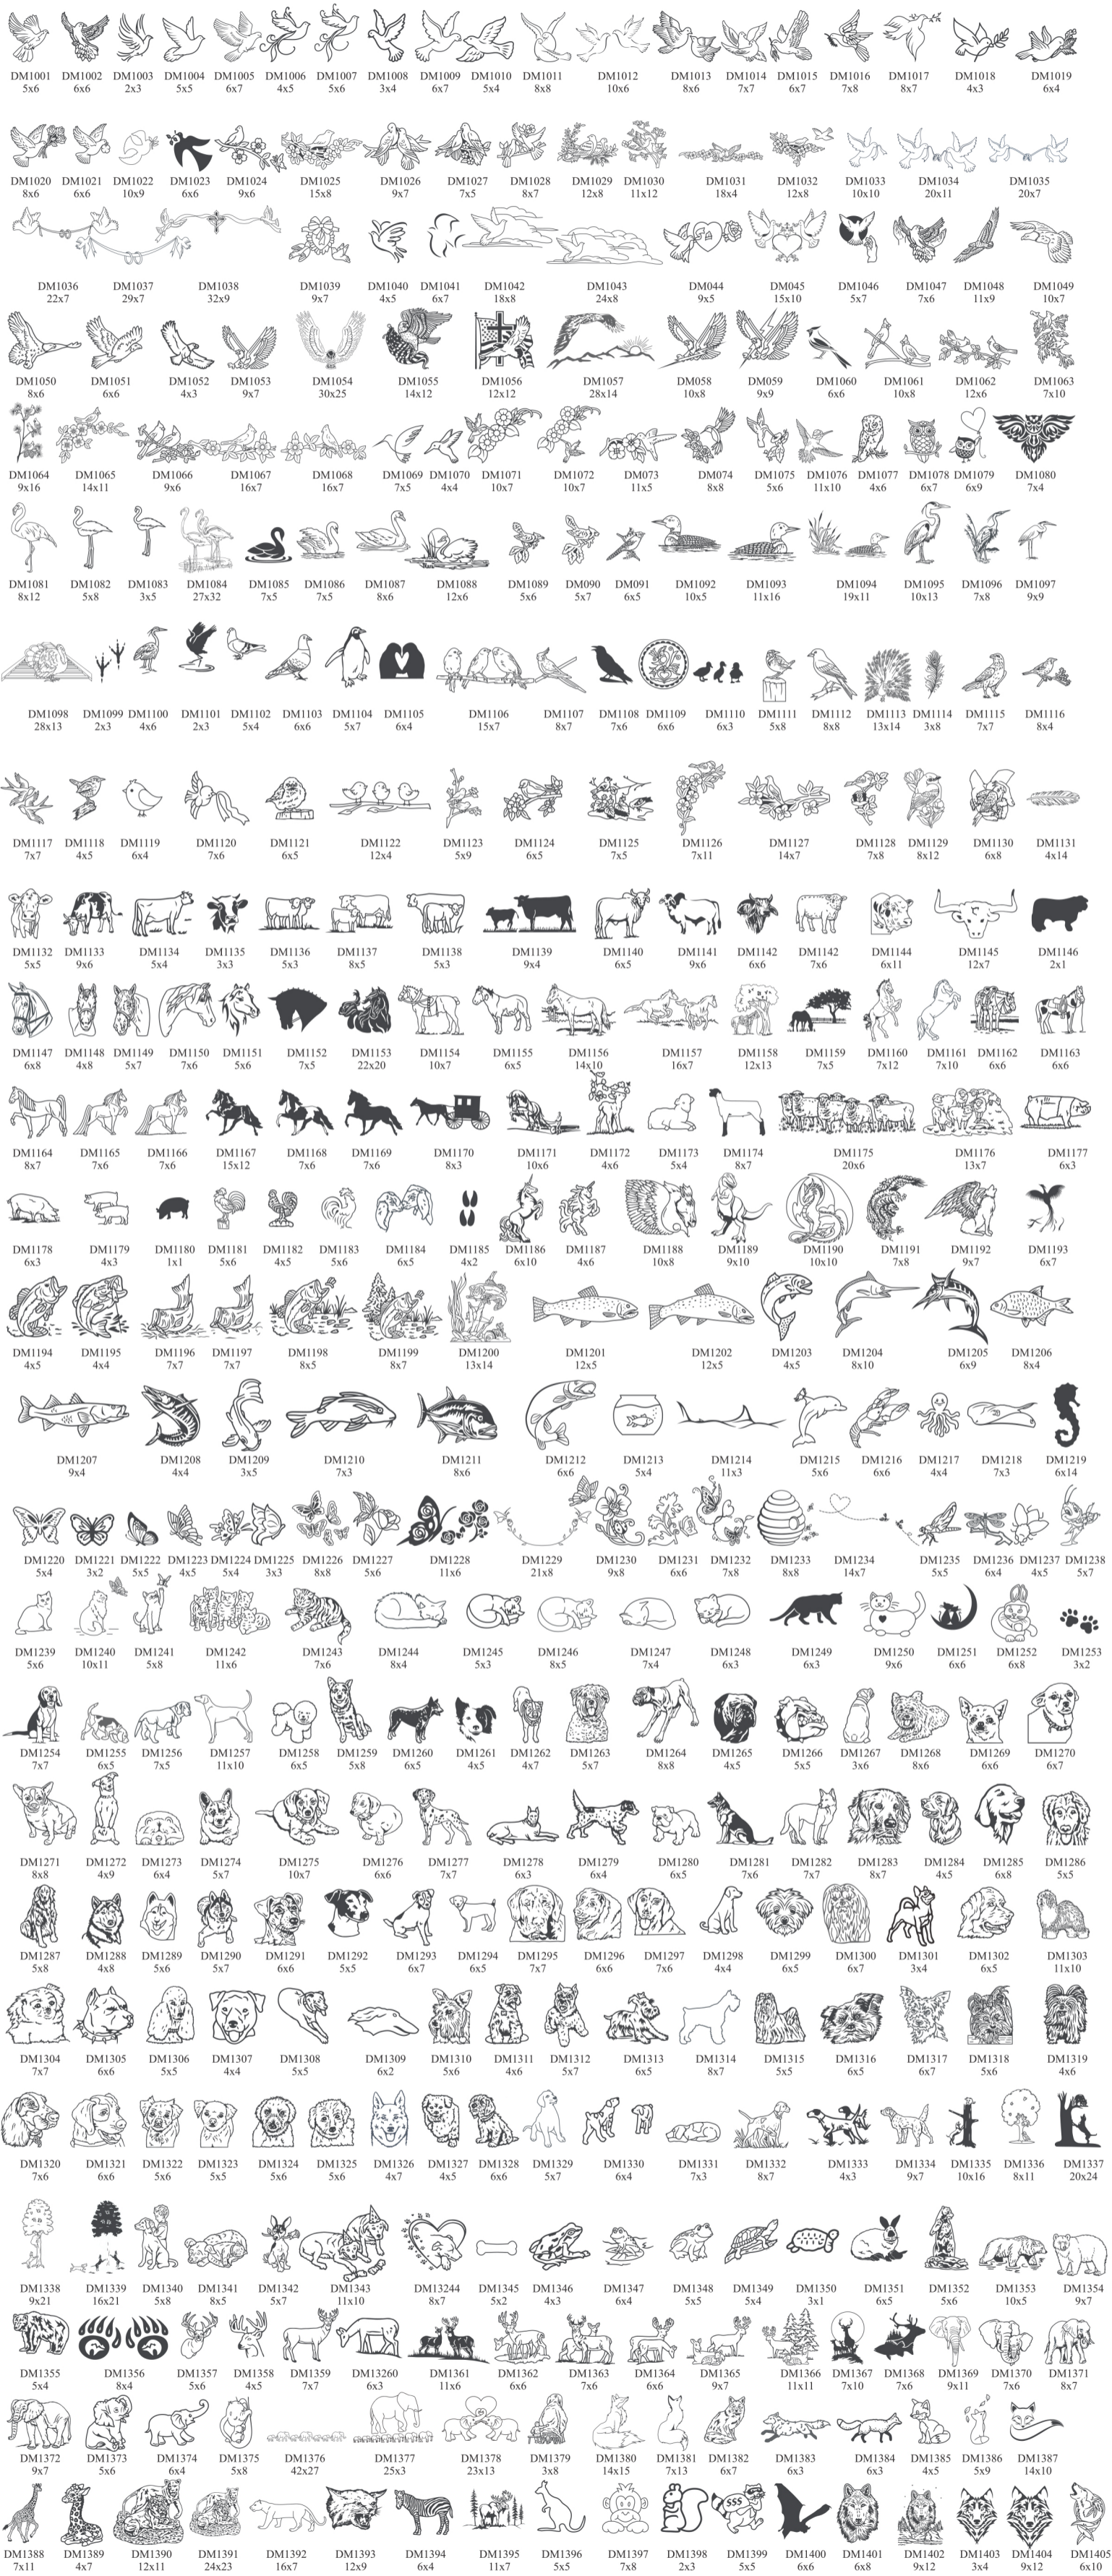 DM1001 DM1002 DM1003 DM1004 DM1005 DM1006 DM1007 DM1008 DM1009 DM1010 DM1011 DM1012 DM1013 DM1014 DM1015 DM1016 DM1017 DM1018 DM1019
5x6 6x6 2x3 5x5 6x7 4x5 5x6 3x4 6x7 5x4 8x8 10x6 8x6 7x7 6x7 7x8 8x7 4x3 6x4
DM1020 DM1021 DM1022 DM1023 DM1024 DM1025 DM1026 DM1027 DM1028 DM1029 DM1030 DM1031 DM1032 DM1033 DM1034 DM1035
8x6 6x6 10x9 6x6 9x6 15x8 9x7 7x5 8x7 12x8 11x12 18x4 12x8 10x10 20x11 20x7
DM1036 DM1037 DM1038 DM1039 DM1040 DM1041 DM1042 DM1043 DM044 DM045 DM1046 DM1047 DM1048 DM1049
22x7 29x7 32x9 9x7 4x5 6x7 18x8 24x8 9x5 15x10 5x7 7x6 11x9 10x7
DM1050 DM1051 DM1052 DM1053 DM1054 DM1055 DM1056 DM1057 DM058 DM059 DM1060 DM1061 DM1062 DM1063
8x6 6x6 4x3 9x7 30x25 14x12 12x12 28x14 10x8 9x9 6x6 10x8 12x6 7x10
DM1064 DM1065 DM1066 DM1067 DM1068 DM1069 DM1070 DM1071 DM1072 DM073 DM074 DM1075 DM1076 DM1077 DM1078 DM1079 DM1080
9x16 14x11 9x6 16x7 16x7 7x5 4x4 10x7 10x7 11x5 8x8 5x6 11x10 4x6 6x7 6x9 7x4
DM1081 DM1082 DM1083 DM1084 DM1085 DM1086 DM1087 DM1088 DM1089 DM090 DM091 DM1092 DM1093 DM1094 DM1095 DM1096 DM1097
8x12 5x8 3x5 27x32 7x5 7x5 8x6 12x6 5x6 5x7 6x5 10x5 11x16 19x11 10x13 7x8 9x9
DM1098 DM1099 DM1100 DM1101 DM1102 DM1103 DM1104 DM1105 DM1106 DM1107 DM1108 DM1109 DM1110 DM1111 DM1112 DM1113 DM1114 DM1115 DM1116
28x13 2x3 4x6 2x3 5x4 6x6 5x7 6x4 15x7 8x7 7x6 6x6 6x3 5x8 8x8 13x14 3x8 7x7 8x4
DM1117 DM1118 DM1119 DM1120 DM1121 DM1122 DM1123 DM1124 DM1125 DM1126 DM1127 DM1128 DM1129 DM1130 DM1131
7x7 4x5 6x4 7x6 6x5 12x4 5x9 6x5 7x5 7x11 14x7 7x8 8x12 6x8 4x14
DM1132 DM1133 DM1134 DM1135 DM1136 DM1137 DM1138 DM1139 DM1140 DM1141 DM1142 DM1142 DM1144 DM1145 DM1146
5x5 9x6 5x4 3x3 5x3 8x5 5x3 9x4 6x5 9x6 6x6 7x6 6x11 12x7 2x1
DM1147 DM1148 DM1149 DM1150 DM1151 DM1152 DM1153 DM1154 DM1155 DM1156 DM1157 DM1158 DM1159 DM1160 DM1161 DM1162 DM1163
6x8 4x8 5x7 7x6 5x6 7x5 22x20 10x7 6x5 14x10 16x7 12x13 7x5 7x12 7x10 6x6 6x6
DM1164 DM1165 DM1166 DM1167 DM1168 DM1169 DM1170 DM1171 DM1172 DM1173 DM1174 DM1175 DM1176 DM1177
8x7 7x6 7x6 15x12 7x6 7x6 8x3 10x6 4x6 5x4 8x7 20x6 13x7 6x3
DM1178 DM1179 DM1180 DM1181 DM1182 DM1183 DM1184 DM1185 DM1186 DM1187 DM1188 DM1189 DM1190 DM1191 DM1192 DM1193
6x3 4x3 1x1 5x6 4x5 5x6 6x5 4x2 6x10 4x6 10x8 9x10 10x10 7x8 9x7 6x7
DM1194 DM1195 DM1196 DM1197 DM1198 DM1199 DM1200 DM1201 DM1202 DM1203 DM1204 DM1205 DM1206
4x5 4x4 7x7 7x7 8x5 8x7 13x14 12x5 12x5 4x5 8x10 6x9 8x4
DM1207 DM1208 DM1209 DM1210 DM1211 DM1212 DM1213 DM1214 DM1215 DM1216 DM1217 DM1218 DM1219
9x4 4x4 3x5 7x3 8x6 6x6 5x4 11x3 5x6 6x6 4x4 7x3 6x14
DM1220 DM1221 DM1222 DM1223 DM1224 DM1225 DM1226 DM1227 DM1228 DM1229 DM1230 DM1231 DM1232 DM1233 DM1234 DM1235 DM1236 DM1237 DM1238
5x4 3x2 5x5 4x5 5x4 3x3 8x8 5x6 11x6 21x8 9x8 6x6 7x8 8x8 14x7 5x5 6x4 4x5 5x7
DM1239 DM1240 DM1241 DM1242 DM1243 DM1244 DM1245 DM1246 DM1247 DM1248 DM1249 DM1250 DM1251 DM1252 DM1253
5x6 10x11 5x8 11x6 7x6 8x4 5x3 8x5 7x4 6x3 6x3 9x6 6x6 6x8 3x2
DM1254 DM1255 DM1256 DM1257 DM1258 DM1259 DM1260 DM1261 DM1262 DM1263 DM1264 DM1265 DM1266 DM1267 DM1268 DM1269 DM1270
7x7 6x5 7x5 11x10 6x5 5x8 6x5 4x5 4x7 5x7 8x8 4x5 5x5 3x6 8x6 6x6 6x7
DM1271 DM1272 DM1273 DM1274 DM1275 DM1276 DM1277 DM1278 DM1279 DM1280 DM1281 DM1282 DM1283 DM1284 DM1285 DM1286
8x8 4x9 6x4 5x7 10x7 6x6 7x7 6x3 6x4 6x5 7x6 7x7 8x7 4x5 6x8 5x5
DM1287 DM1288 DM1289 DM1290 DM1291 DM1292 DM1293 DM1294 DM1295 DM1296 DM1297 DM1298 DM1299 DM1300 DM1301 DM1302 DM1303
5x8 4x8 5x6 5x7 6x6 5x5 6x7 6x5 7x7 6x6 7x6 4x4 6x5 6x7 3x4 6x5 11x10
DM1304 DM1305 DM1306 DM1307 DM1308 DM1309 DM1310 DM1311 DM1312 DM1313 DM1314 DM1315 DM1316 DM1317 DM1318 DM1319
7x7 6x6 5x5 4x4 5x5 6x2 5x6 4x6 5x7 6x5 8x7 5x5 6x5 6x7 5x6 4x6
DM1320 DM1321 DM1322 DM1323 DM1324 DM1325 DM1326 DM1327 DM1328 DM1329 DM1330 DM1331 DM1332 DM1333 DM1334 DM1335 DM1336 DM1337
7x6 6x6 5x6 5x5 5x6 5x6 4x7 4x5 6x6 5x7 6x4 7x3 8x7 4x3 9x7 10x16 8x11 20x24
DM1338 DM1339 DM1340 DM1341 DM1342 DM1343 DM13244 DM1345 DM1346 DM1347 DM1348 DM1349 DM1350 DM1351 DM1352 DM1353 DM1354
9x21 16x21 5x8 8x5 5x7 11x10 8x7 5x2 4x3 6x4 5x5 5x4 3x1 6x5 5x6 10x5 9x7
DM1355 DM1356 DM1357 DM1358 DM1359 DM13260 DM1361 DM1362 DM1363 DM1364 DM1365 DM1366 DM1367 DM1368 DM1369 DM1370 DM1371
5x4 8x4 5x6 4x5 7x7 6x3 11x6 6x6 7x6 6x6 9x7 11x11 7x10 7x6 9x11 7x6 8x7
DM1372 DM1373 DM1374 DM1375 DM1376 DM1377 DM1378 DM1379 DM1380 DM1381 DM1382 DM1383 DM1384 DM1385 DM1386 DM1387
9x7 5x6 6x4 5x8 42x27 25x3 23x13 3x8 14x15 7x13 6x7 6x3 6x3 4x5 5x9 14x10
$$$
DM1388 DM1389 DM1390 DM1391 DM1392 DM1393 DM1394 DM1395 DM1396 DM1397 DM1398 DM1399 DM1400 DM1401 DM1402 DM1403 DM1404 DM1405
7x11 4x7 12x11 24x23 16x7 12x9 6x4 11x7 5x5 7x8 2x3 5x5 6x6 6x8 9x12 3x4 9x12 6x10